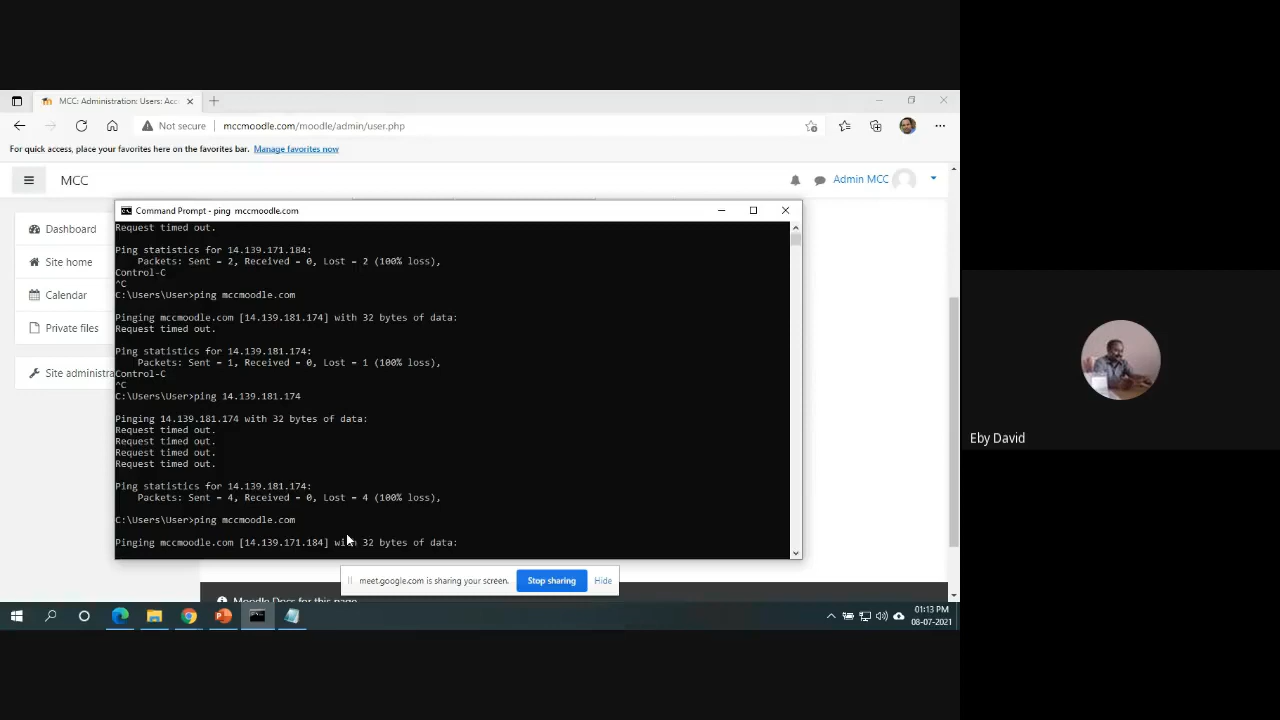 MCC: Administration: Users: Acc
Not secure
mccmoodle.com/moodle/admin/user.php
For quick access, place your favorites here on the favorites bar. Manage favorites now
MCC
Admin MCC
Dashboard
Site home
Calendar
Private files
Site administra
Command Prompt - ping  mccmoodle.com
Request timed out.
Ping statistics for 14.139.171.184:
Packets: Sent = 2, Received = 0, Lost = 2 (100% loss),
Control-C
^C
C:\Users\User>ping mccmoodle.com
Pinging mccmoodle.com [14.139.181.174] with 32 bytes of data:
Request timed out.
Ping statistics for 14.139.181.174:
Packets: Sent = 1, Received = 0, Lost = 1 (100% loss),
Control-C
^C
C:\Users\User>ping 14.139.181.174
Pinging 14.139.181.174 with 32 bytes of data:
Request timed out.
Request timed out.
Request timed out.
Request timed out.
Ping statistics for 14.139.181.174:
Packets: Sent = 4, Received = 0, Lost = 4 (100% loss),
C:\Users\User>ping mccmoodle.com
Pinging mccmoodle.com [14.139.171.184] with 32 bytes of data:
meet.google.com is sharing your screen.
Stop sharing
Hide
Moodle Docs for this page
01:13 PM
08-07-2021
Eby David